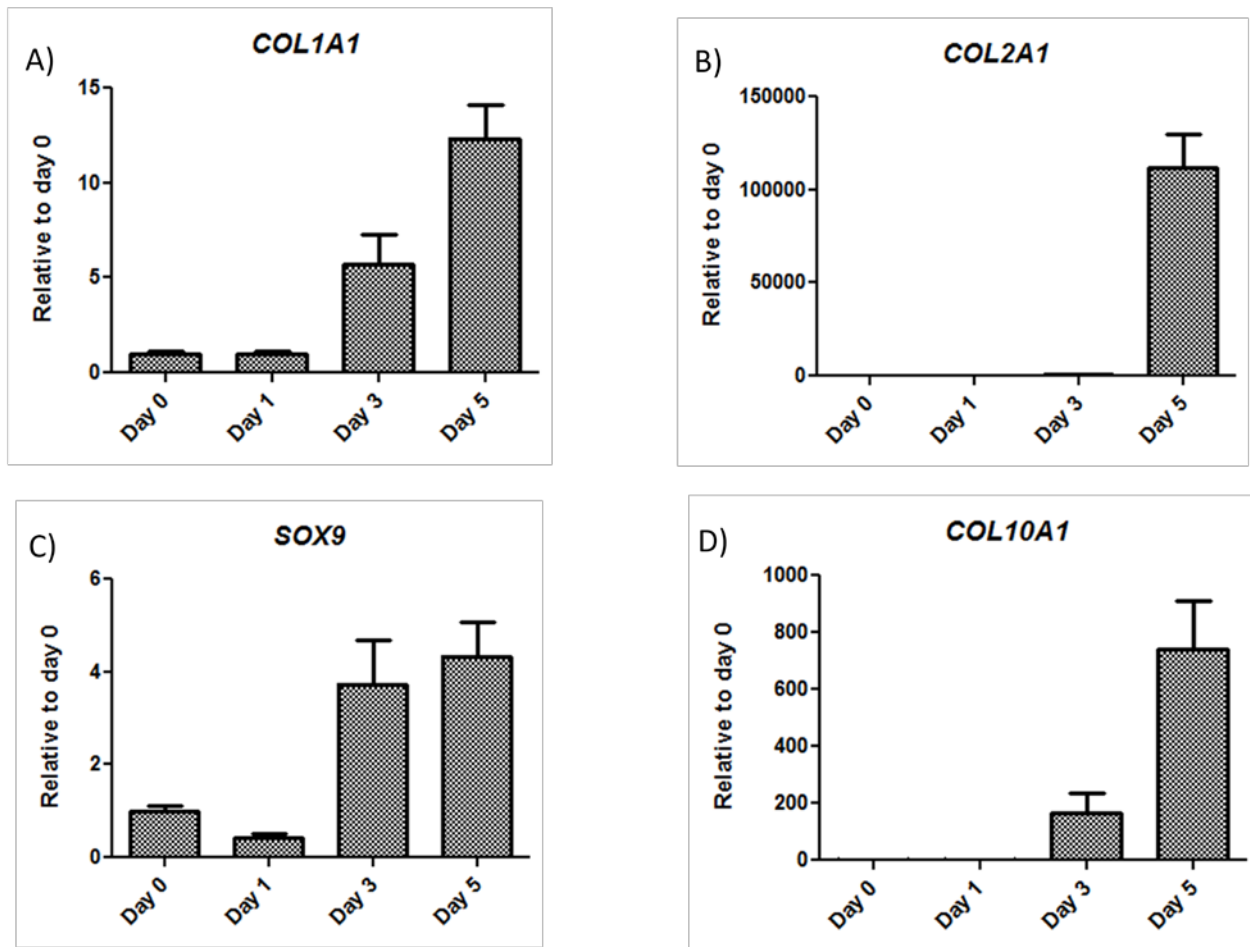 A)
COL1A1
Relative to day 0
15
10
5
0
Day 0
Day 1
Day 3
Day 5
B)
COL2A1
Relative to day 0
150000
100000
50000
0
Day 0
Day 1
Day 3
Day 5
C)
SOX9
Relative to day 0
6
4
2
0
Day 0
Day 1
Day 3
Day 5
D)
COL10A1
Relative to day 0
1000
800
600
400
200
0
Day 0
Day 1
Day 3
Day 5